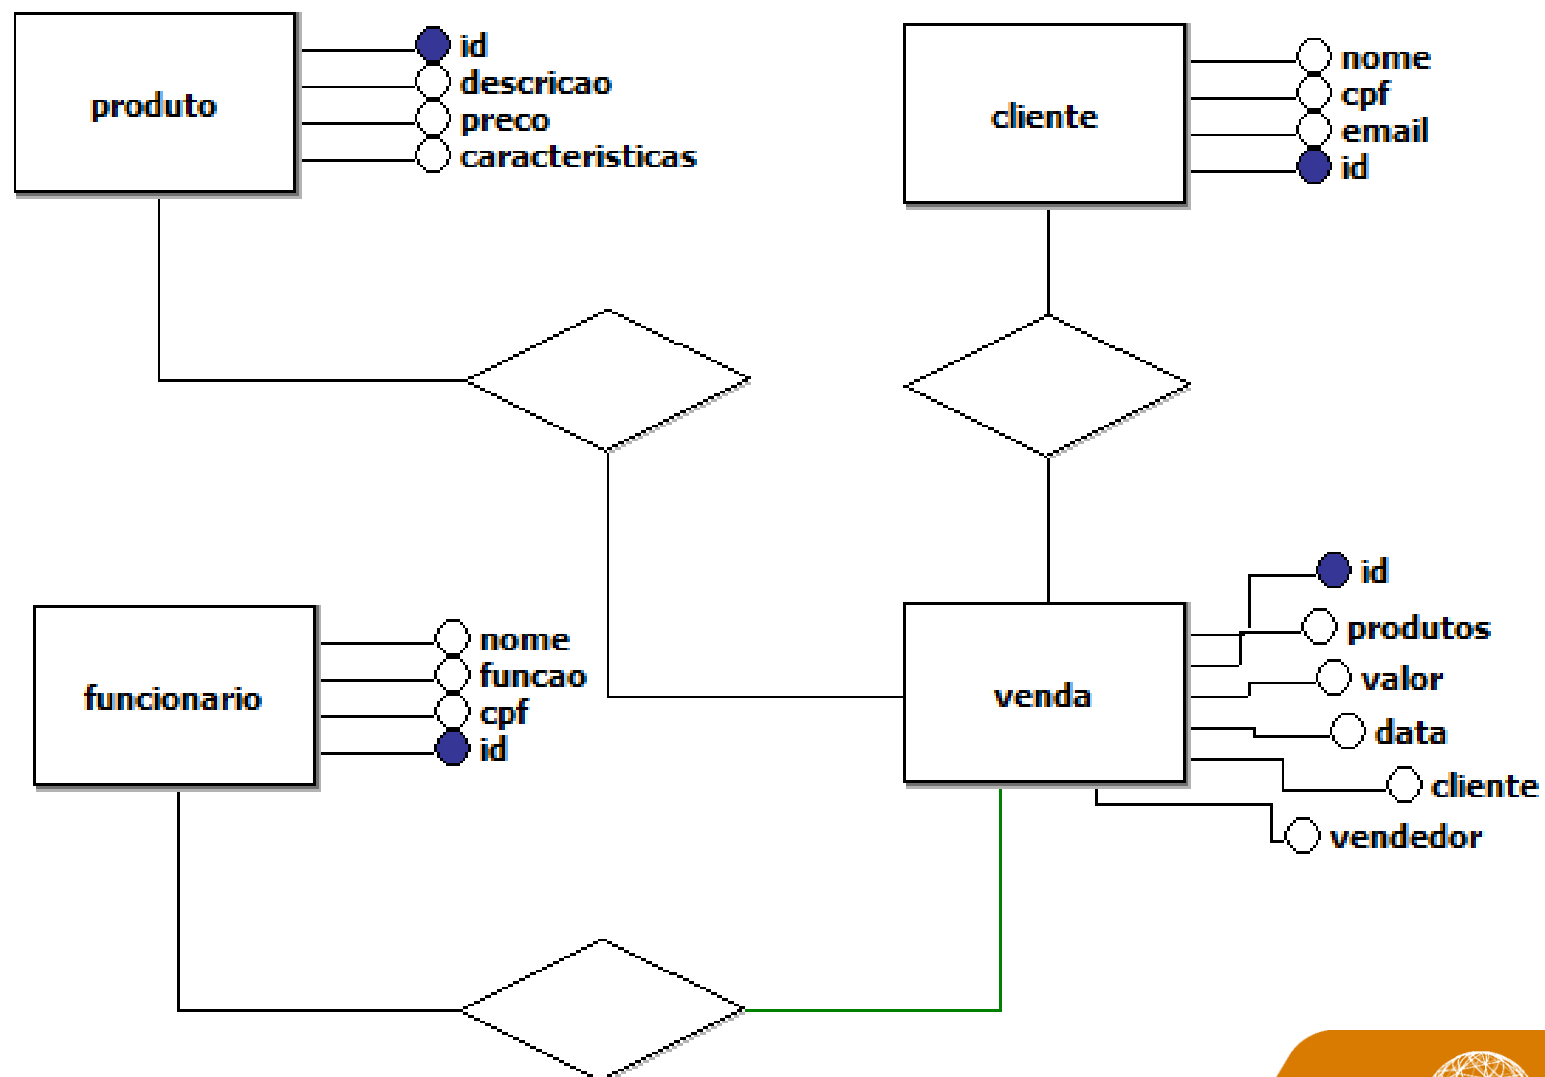 produto
id
descricao
preco
caracteristicas
cliente
nome
cpf
email
id
funcionario
nome
funcao
cpf
id
venda
id
produtos
valor
data
cliente
vendedor